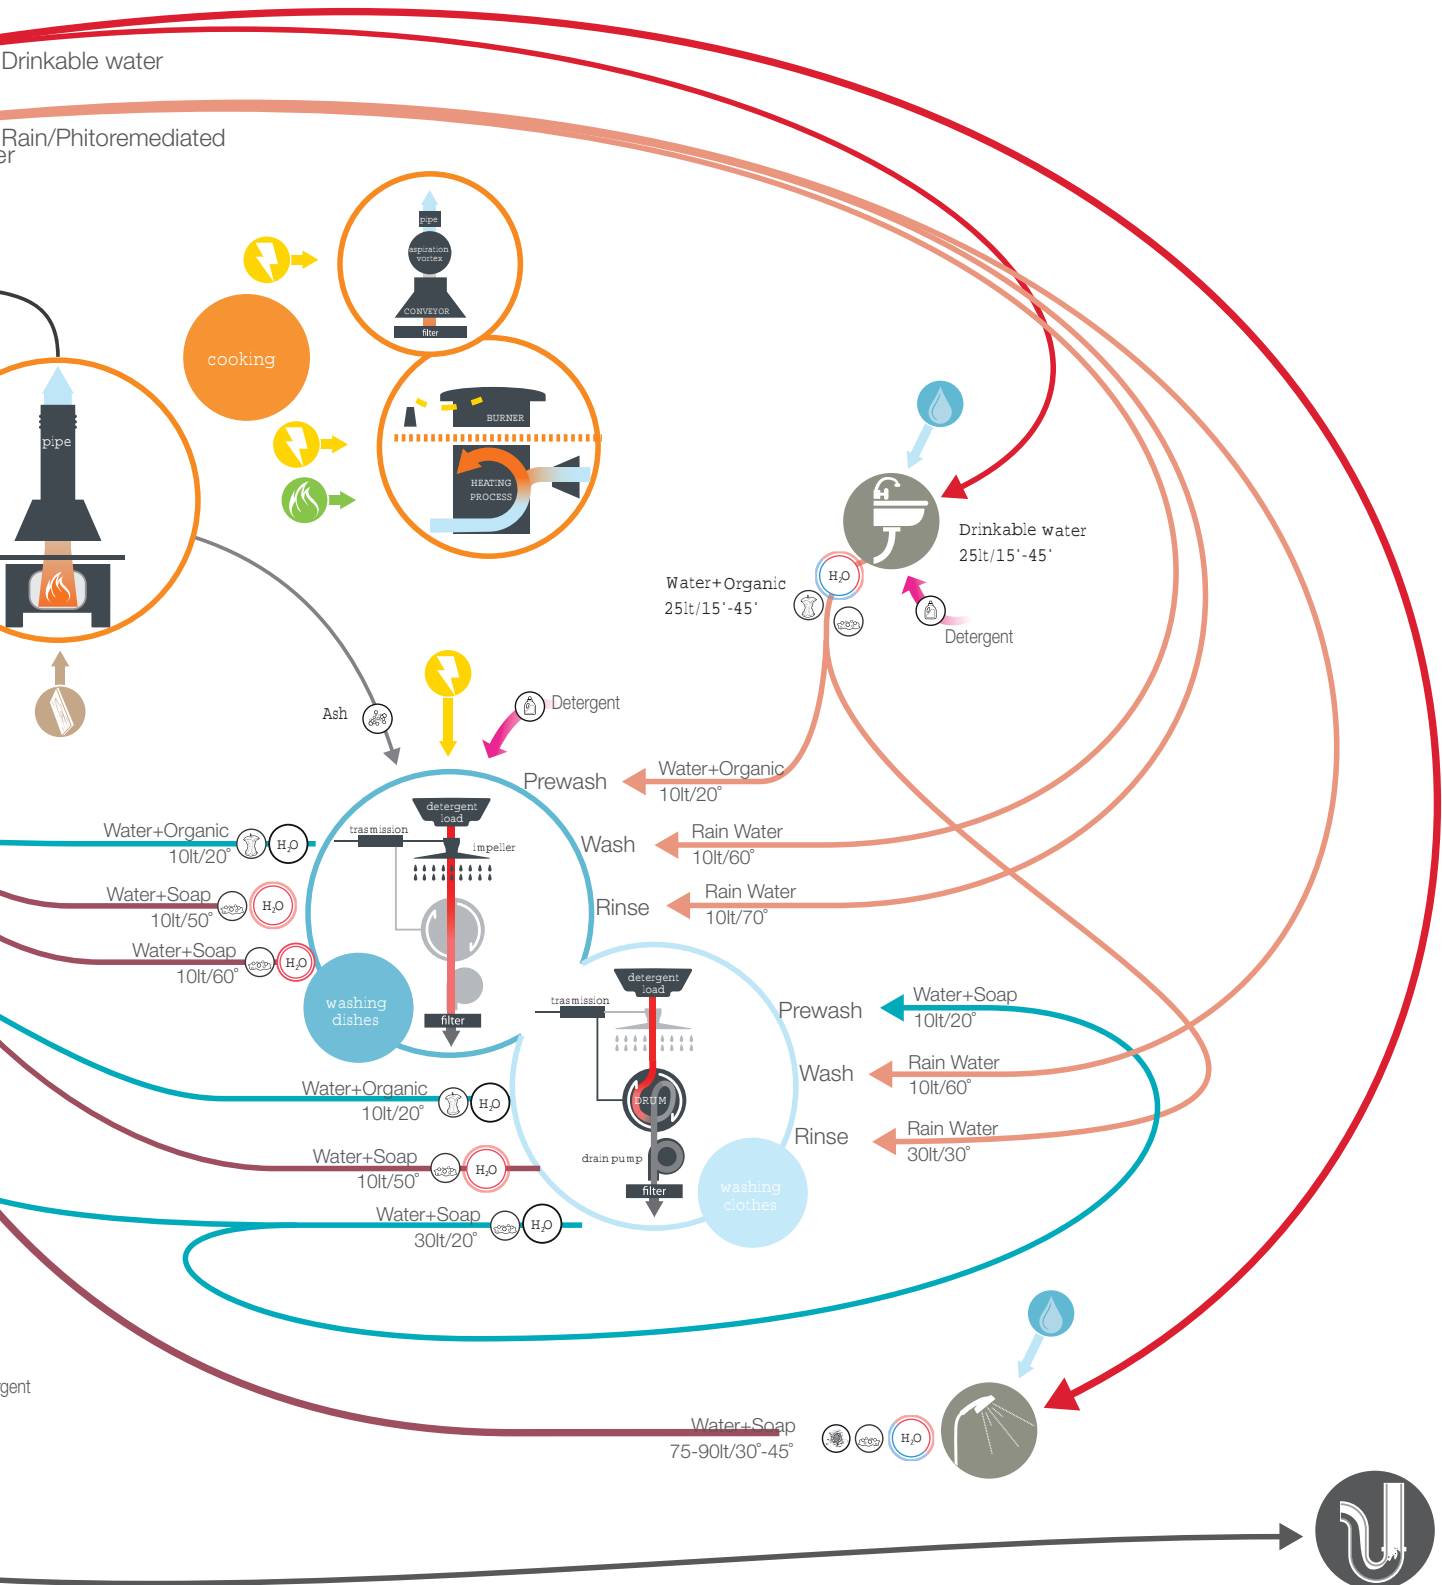 Drinkable water
Rain/Phitoremediated
er
pipe
aspiration
vortex
CONVEYOR
filter
cooking
BURNER
HEATING
PROCESS
pipe
Drinkable water
25lt/15°-45°
H2O
Water+Organic
25lt/15°-45°
Detergent
Ash
Detergent
Prewash
Water+Organic
10lt/20°
detergent
load
trasmission
impeller
Wash
Rain Water
10lt/60°
Water+Organic
10lt/20°
H2O
Rinse
Rain Water
10lt/70°
Water+Soap
10lt/50°
H2O
Water+Soap
10lt/60°
H2O
washing
dishes
filter
detergent
load
trasmission
Prewash
Water+Soap
10lt/20°
Wash
Rain Water
10lt/60°
Water+Organic
10lt/20°
H2O
DRUM
Rinse
Rain Water
30lt/30°
Water+Soap
10lt/50°
H2O
drain pump
filter
washing
clothes
Water+Soap
30lt/20°
H2O
rgent
Water+Soap
75-90lt/30°-45°
H2O